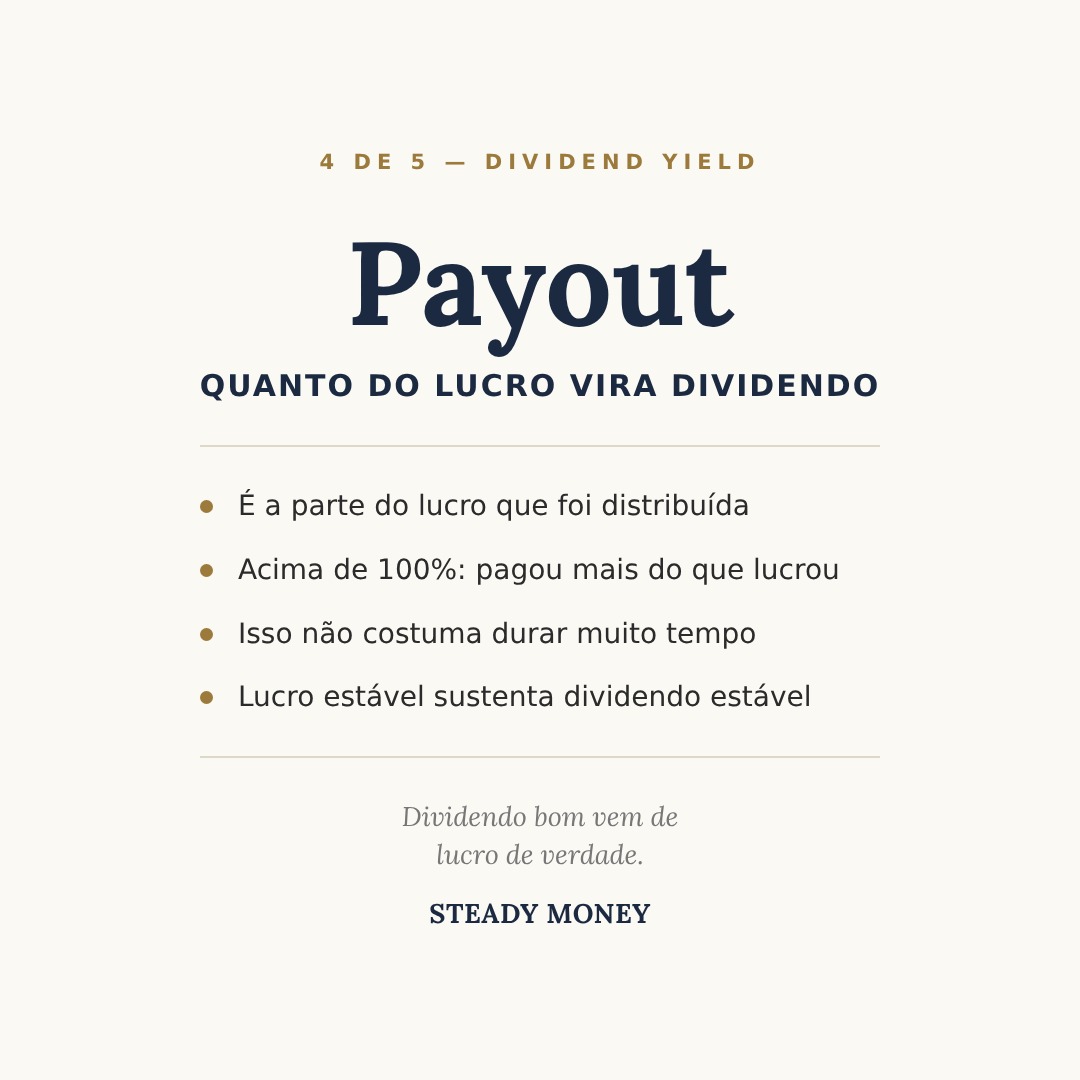 4 DE 5 — DIVIDEND YIELD
Payout
QUANTO DO LUCRO VIRA DIVIDENDO
É a parte do lucro que foi distribuída
Acima de 100%: pagou mais do que lucrou
Isso não costuma durar muito tempo
Lucro estável sustenta dividendo estável
Dividendo bom vem de
lucro de verdade.
STEADY MONEY